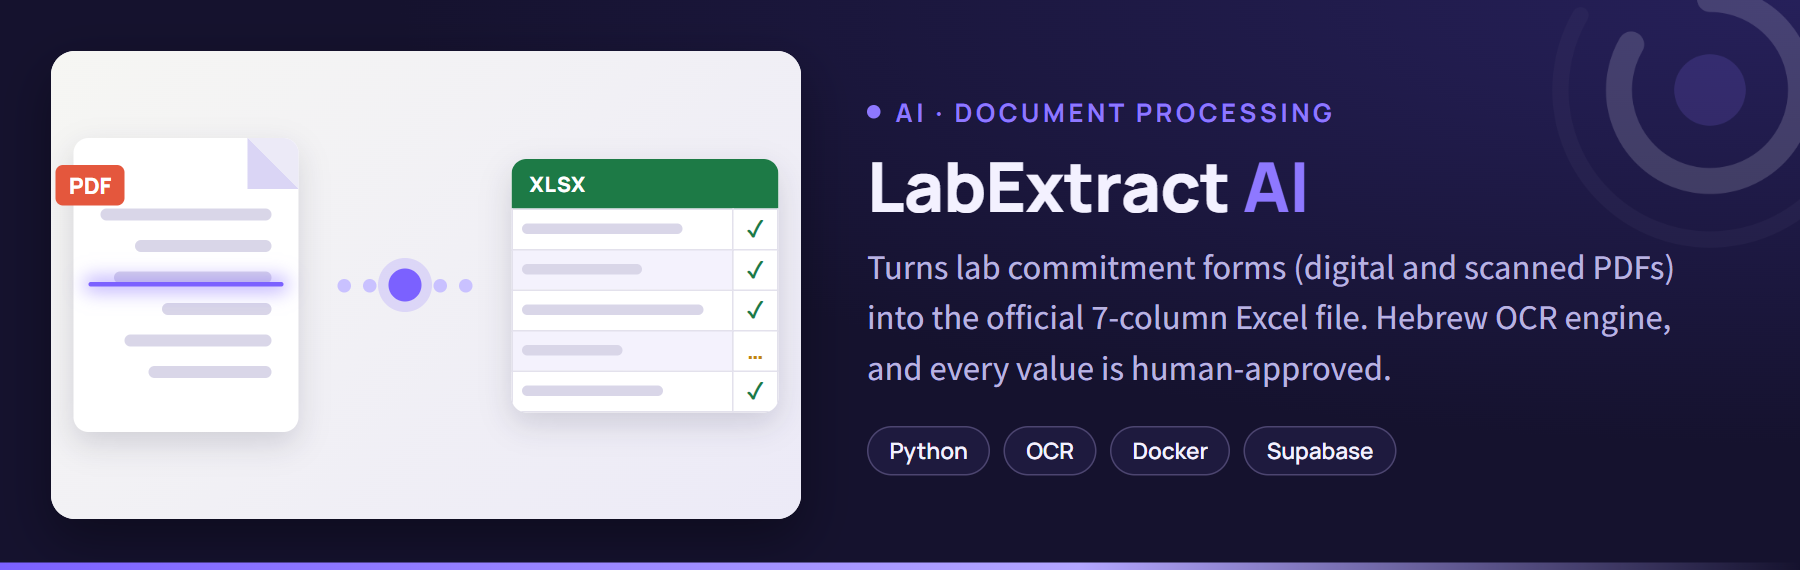 PDF
XLSX
✓
✓
✓
...
✓
AI · DOCUMENT PROCESSING
LabExtract AI
Turns lab commitment forms (digital and scanned PDFs)
into the official 7-column Excel file. Hebrew OCR engine,
and every value is human-approved.
Python
OCR
Docker
Supabase